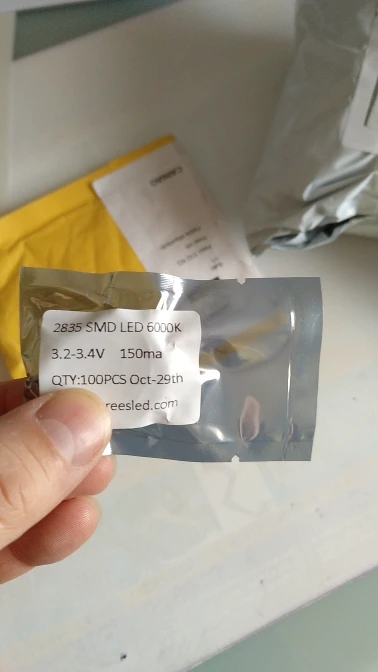 2835 SMD LED 6000K
3.2-3.4V 150ma
QTY:100PCS Oct-29th
reesled.com